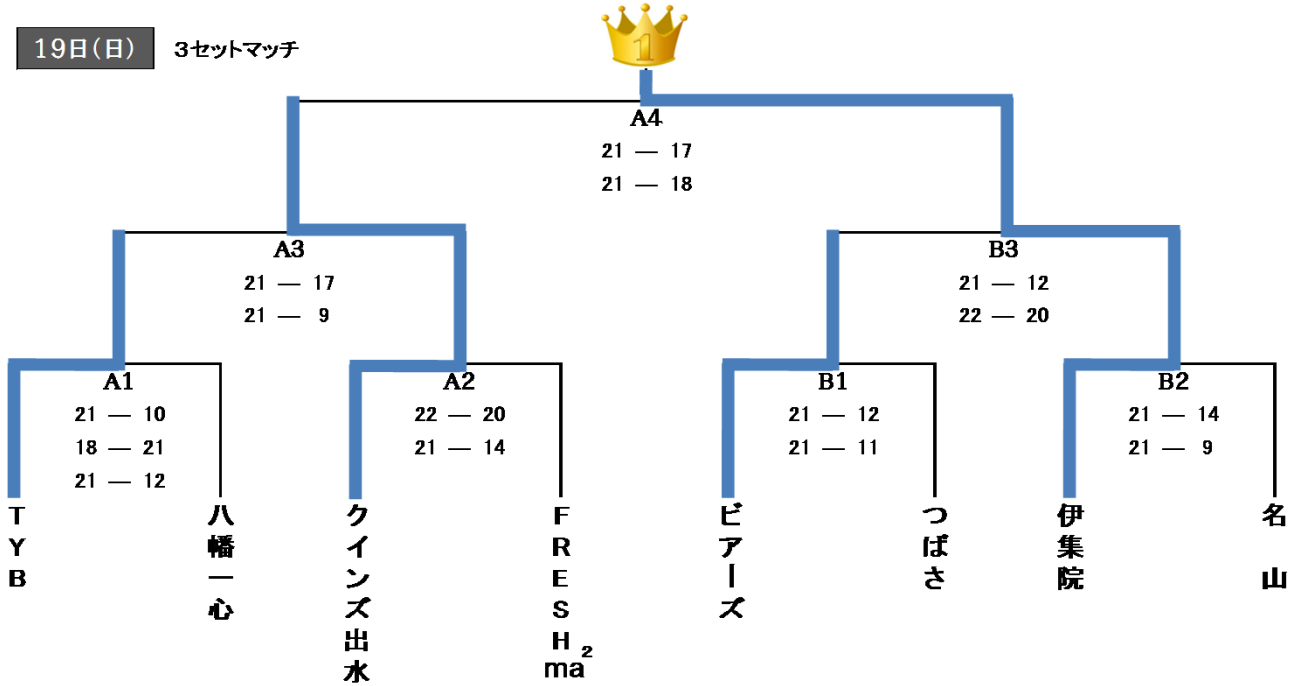 19日(日) 3セットマッチ
1
A4
21 ― 17
21 ― 18
A3
21 ― 17
21 ― 9
B3
21 ― 12
22 ― 20
A1
21 ― 10
18 ― 21
21 ― 12
A2
22 ― 20
21 ― 14
B1
21 ― 12
21 ― 11
B2
21 ― 14
21 ― 9
TYB
八幡一心
クインズ出水
FRESHma²
ビアーズ
つばさ
伊集院
名山